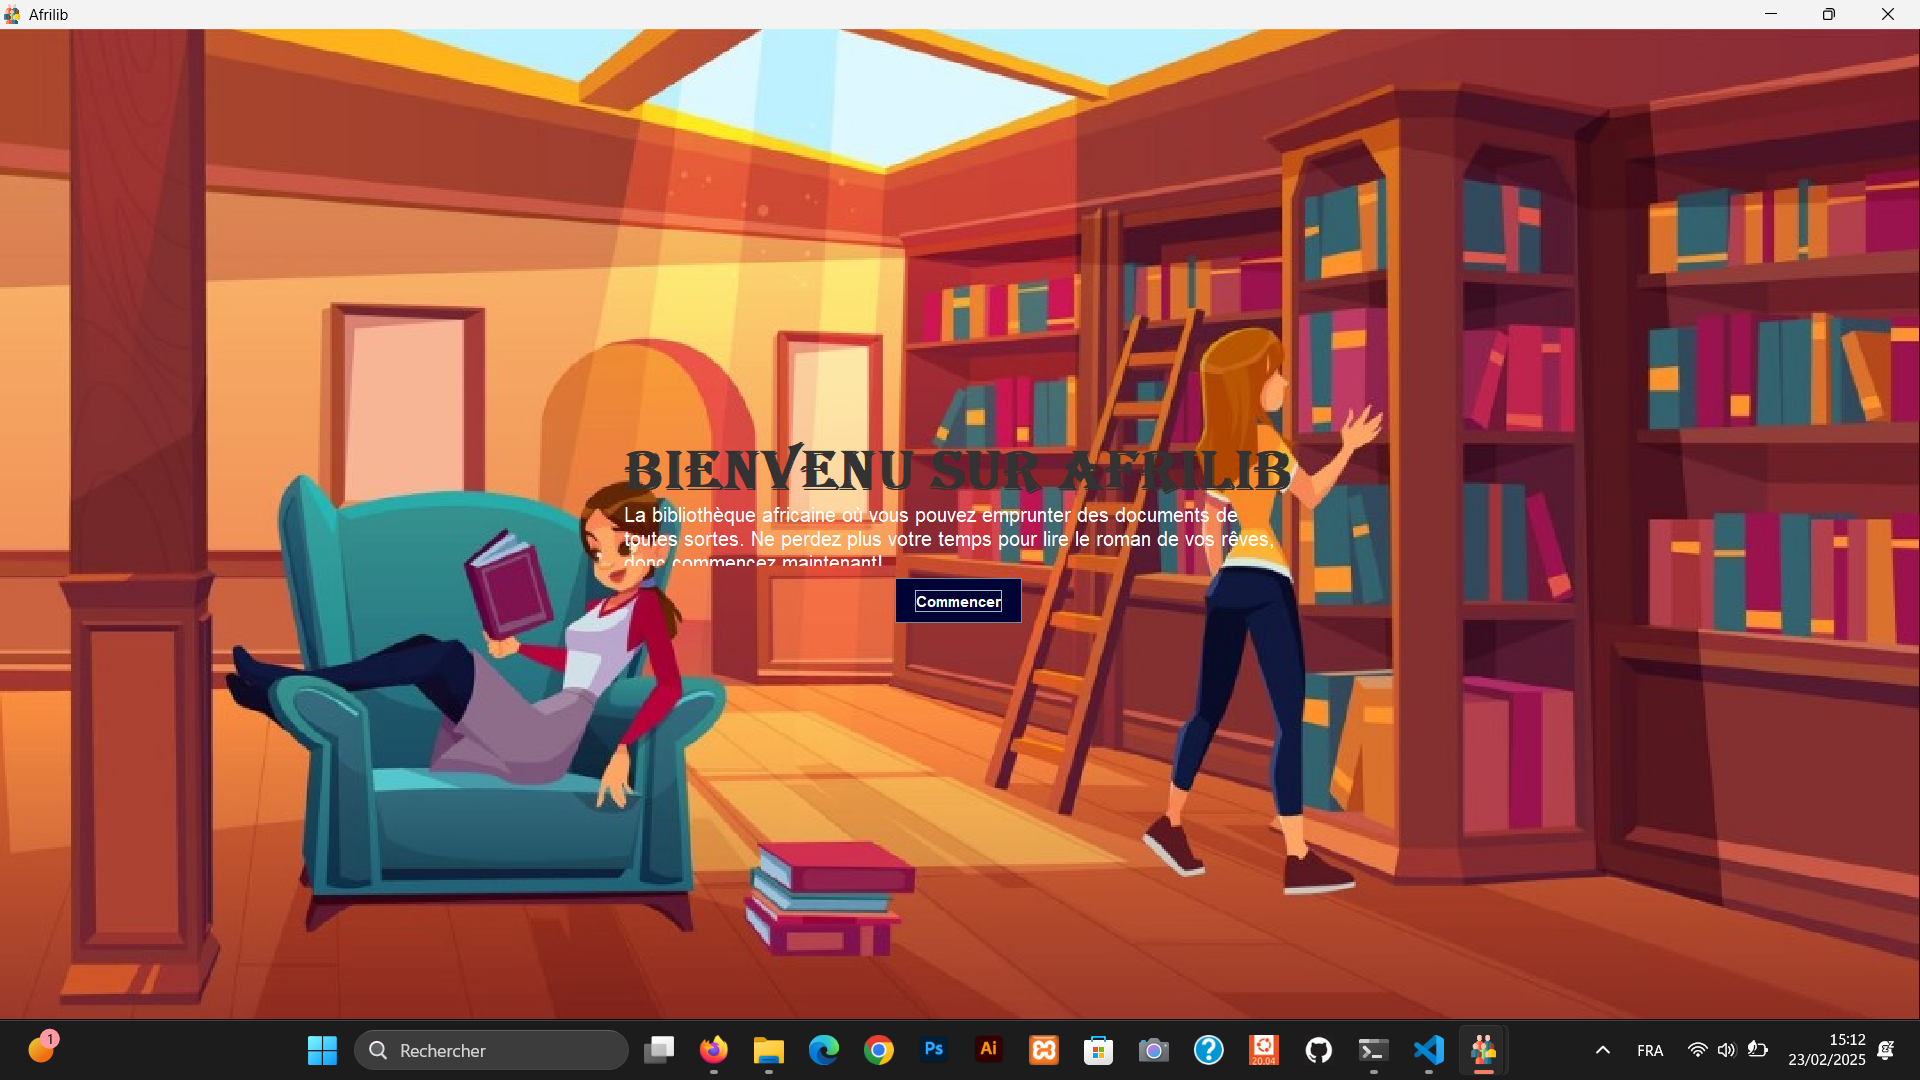 Afrilib
BIENVENU SUR AFRILIB
La bibliothèque africaine où vous pouvez emprunter des documents de
toutes sortes. Ne perdez plus votre temps pour lire le roman de vos rêves,
donc commencez maintenant!
Commencer
1
Rechercher
Ps
Ai
20.04
FRA
15:12
23/02/2025